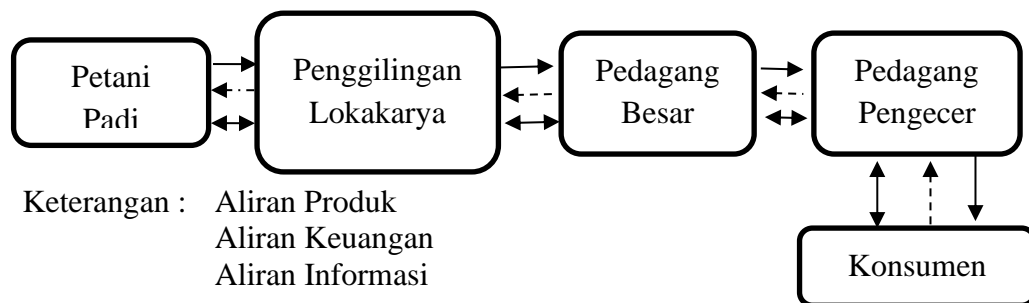 Petani
Padi
Penggilingan
Lokakarya
Pedagang
Besar
Pedagang
Pengecer
Keterangan : Aliran Produk
Aliran Keuangan
Aliran Informasi
Konsumen